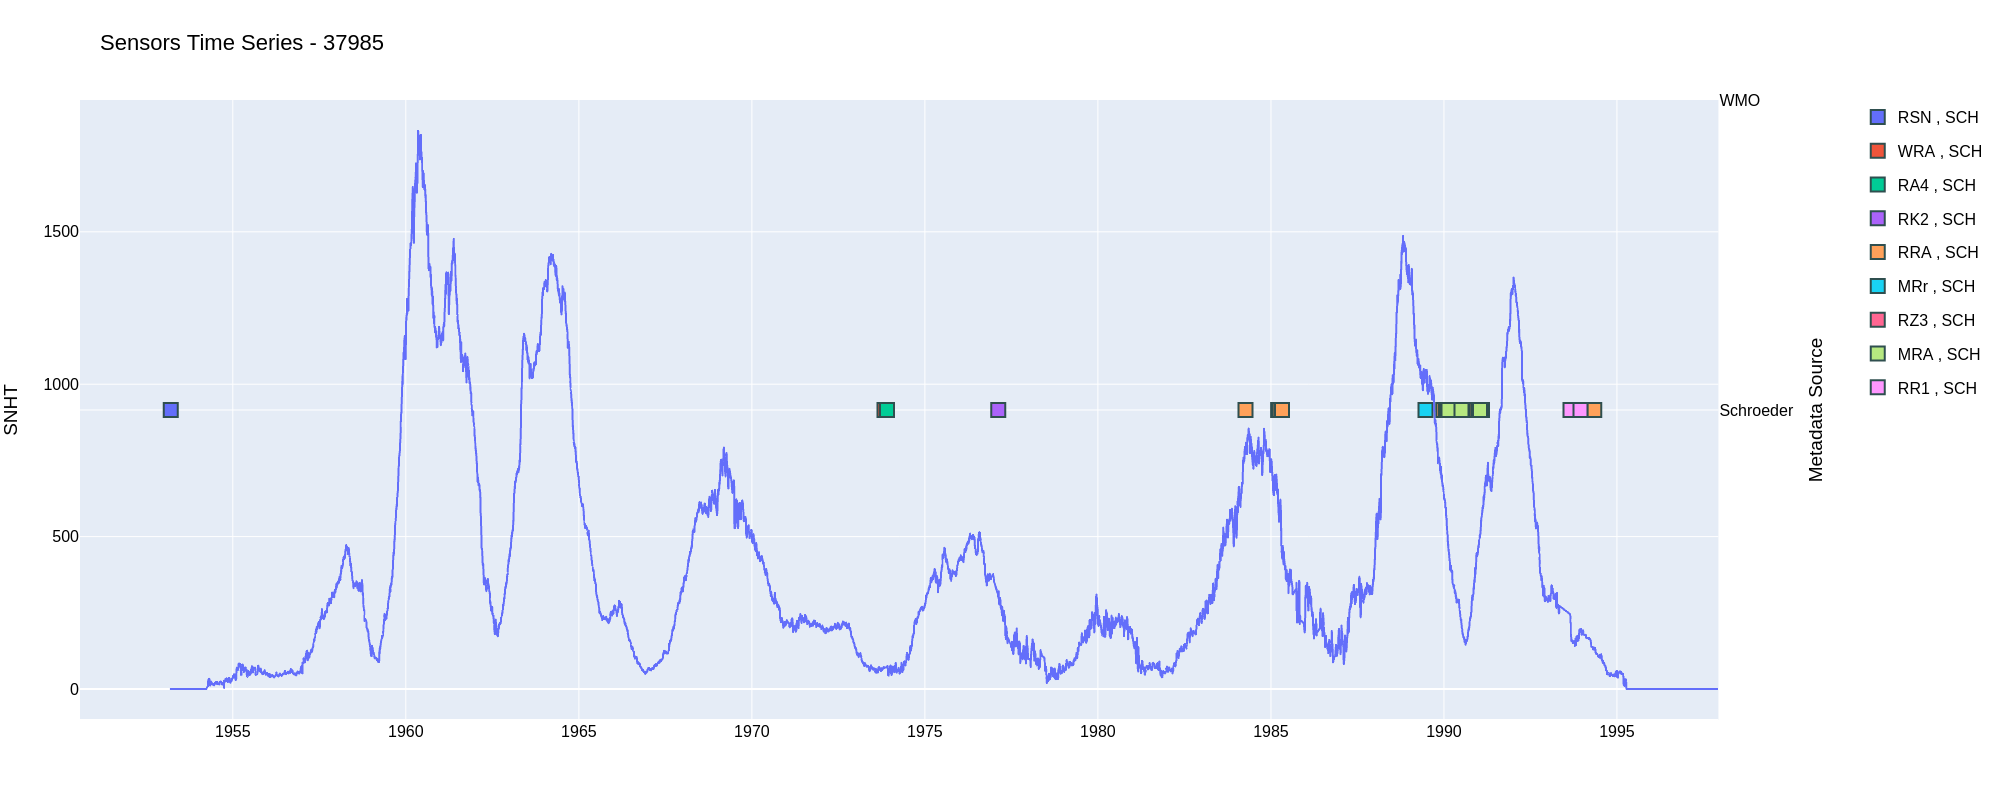 Sensors Time Series - 37985
WMO
Schroeder
Metadata Source
SNHT
1500
1000
500
0
1955
1960
1965
1970
1975
1980
1985
1990
1995
RSN , SCH
WRA , SCH
RA4 , SCH
RK2 , SCH
RRA , SCH
MRr , SCH
RZ3 , SCH
MRA , SCH
RR1 , SCH